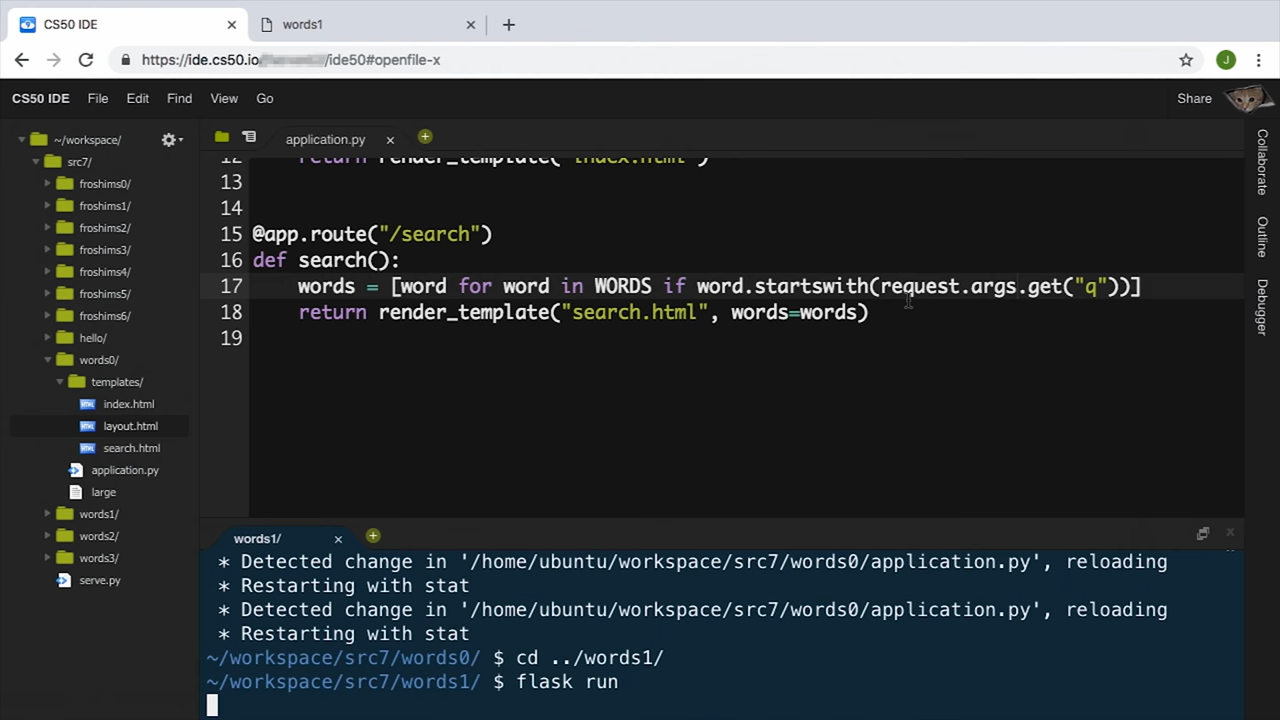 CS50 IDE
words1
https://ide.cs50.io/ide50#openfile-x
J
CS50 IDE File Edit Find View Go Share
~/workspace/
src7/
froshims0/
froshims1/
froshims2/
froshims3/
froshims4/
froshims5/
froshims6/
hello/
words0/
templates/
index.html
layout.html
search.html
application.py
large
words1/
words2/
words3/
serve.py
application.py
12 return render_template("index.html")
13
14
15 @app.route("/search")
16 def search():
17 words = [word for word in WORDS if word.startswith(request.args.get("q"))]
18 return render_template("search.html", words=words)
19
Collaborate
Outline
Debugger
words1/
* Detected change in '/home/ubuntu/workspace/src7/words0/application.py', reloading
* Restarting with stat
* Detected change in '/home/ubuntu/workspace/src7/words0/application.py', reloading
* Restarting with stat
~/workspace/src7/words0/ $ cd ../words1/
~/workspace/src7/words1/ $ flask run